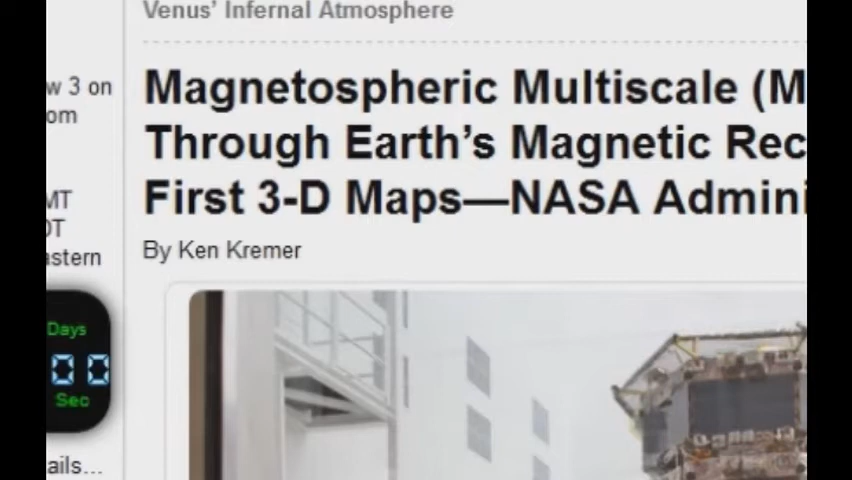 Venus’ Infernal Atmosphere
Magnetospheric Multiscale (M
Through Earth’s Magnetic Rec
First 3-D Maps—NASA Admini
By Ken Kremer
w 3 on
om
MT
DT
astern
Days
00
Sec
ails...